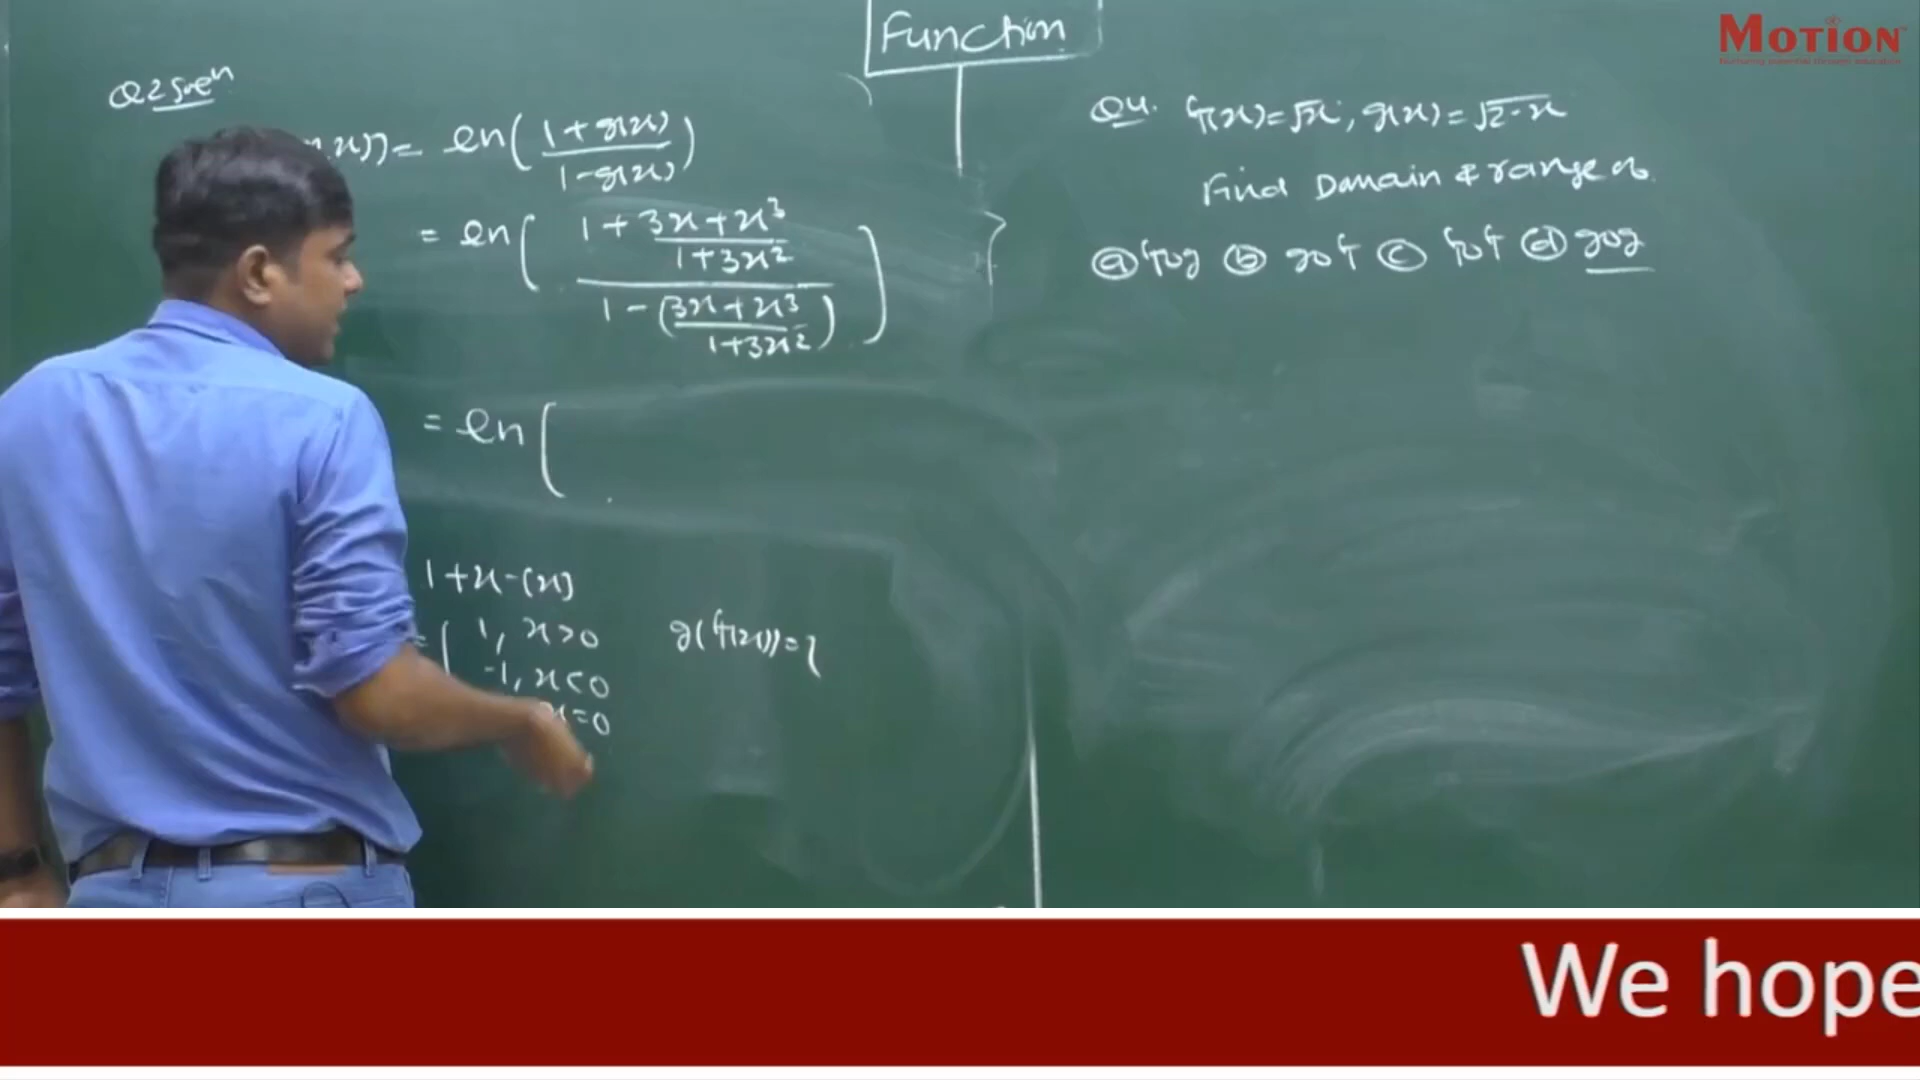 Function
MOTION
Q2 Solⁿ
x)) = ln(1+g(x) / 1-g(x))
= ln( 1 + 3x+x³/1+3x² / 1 - (3x+x³/1+3x²) )
= ln(
1+x-[x]
= { 1, x>0
-1, x<0
x=0
g(f(x)) = {
Q4. f(x)=√x, g(x)=√2-x
Find Domain & range of
(a) fog (b) gof (c) fof (d) gog
We hope